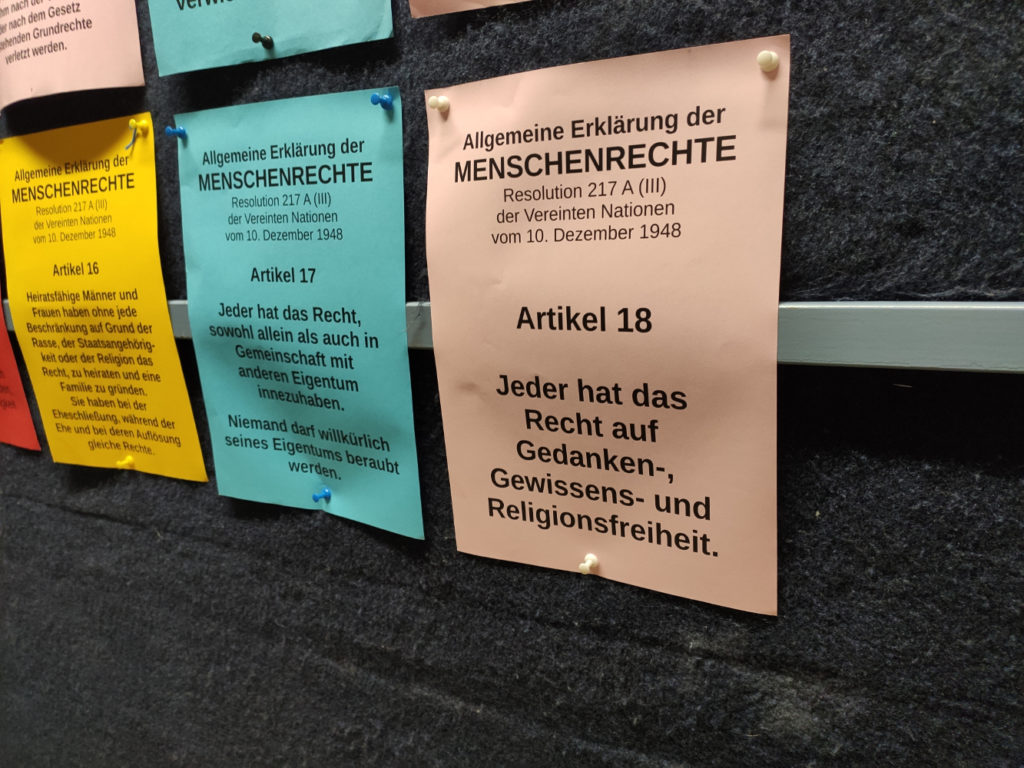 nach dem Gesetz
Grundrechte
verletzt werden.
Allgemeine Erklärung der
MENSCHENRECHTE
Resolution 217 A (III)
der Vereinten Nationen
vom 10. Dezember 1948
Artikel 16
Heiratsfähige Männer und
Frauen haben ohne jede
Beschränkung auf Grund der
Rasse, der Staatsangehörig-
keit oder der Religion das
Recht, zu heiraten und eine
Familie zu gründen.
Sie haben bei der
Eheschließung, während der
Ehe und bei deren Auflösung
gleiche Rechte.
Allgemeine Erklärung der
MENSCHENRECHTE
Resolution 217 A (III)
der Vereinten Nationen
vom 10. Dezember 1948
Artikel 17
Jeder hat das Recht,
sowohl allein als auch in
Gemeinschaft mit
anderen Eigentum
innezuhaben.
Niemand darf willkürlich
seines Eigentums beraubt
werden.
Allgemeine Erklärung der
MENSCHENRECHTE
Resolution 217 A (III)
der Vereinten Nationen
vom 10. Dezember 1948
Artikel 18
Jeder hat das
Recht auf
Gedanken-,
Gewissens- und
Religionsfreiheit.